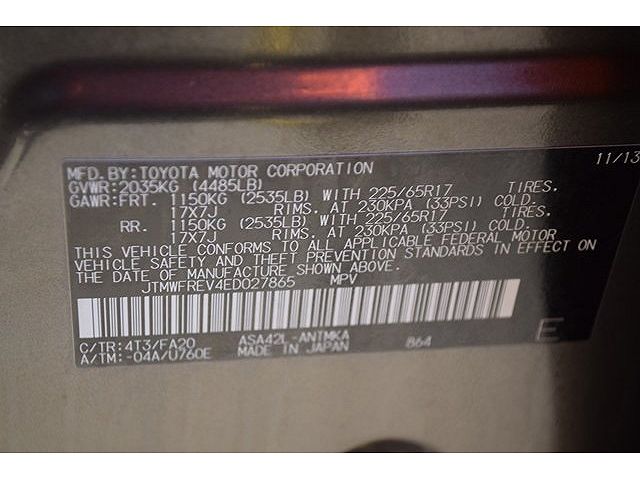 MFD.BY:TOYOTA MOTOR CORPORATION 11/13
GVWR:2035KG (4485LB)
GAWR:FRT. 1150KG (2535LB) WITH 225/65R17 TIRES.
17X7J RIMS. AT 230KPA (33PSI) COLD.
RR. 1150KG (2535LB) WITH 225/65R17 TIRES.
17X7J RIMS. AT 230KPA (33PSI) COLD.
THIS VEHICLE CONFORMS TO ALL APPLICABLE FEDERAL MOTOR
VEHICLE SAFETY AND THEFT PREVENTION STANDARDS IN EFFECT ON
THE DATE OF MANUFACTURE SHOWN ABOVE.
JTMWFREV4ED027865 MPV
C/TR:4T3/FA20 ASA42L-ANTMKA 864 E
A/TM:-04A/U760E MADE IN JAPAN